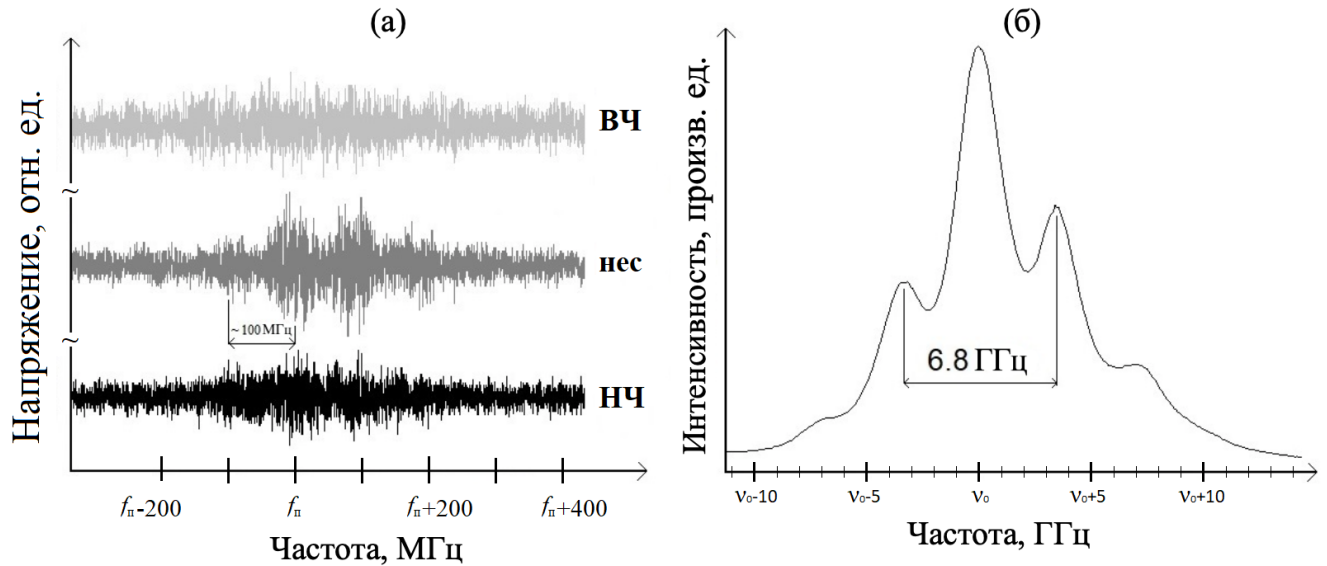 (а)
Напряжение, отн. ед.
ВЧ
~
нес
~100 МГц
~
НЧ
fп-200
fп
fп+200
fп+400
Частота, МГц
(б)
Интенсивность, произв. ед.
6.8 ГГц
ν₀-10
ν₀-5
ν₀
ν₀+5
ν₀+10
Частота, ГГц